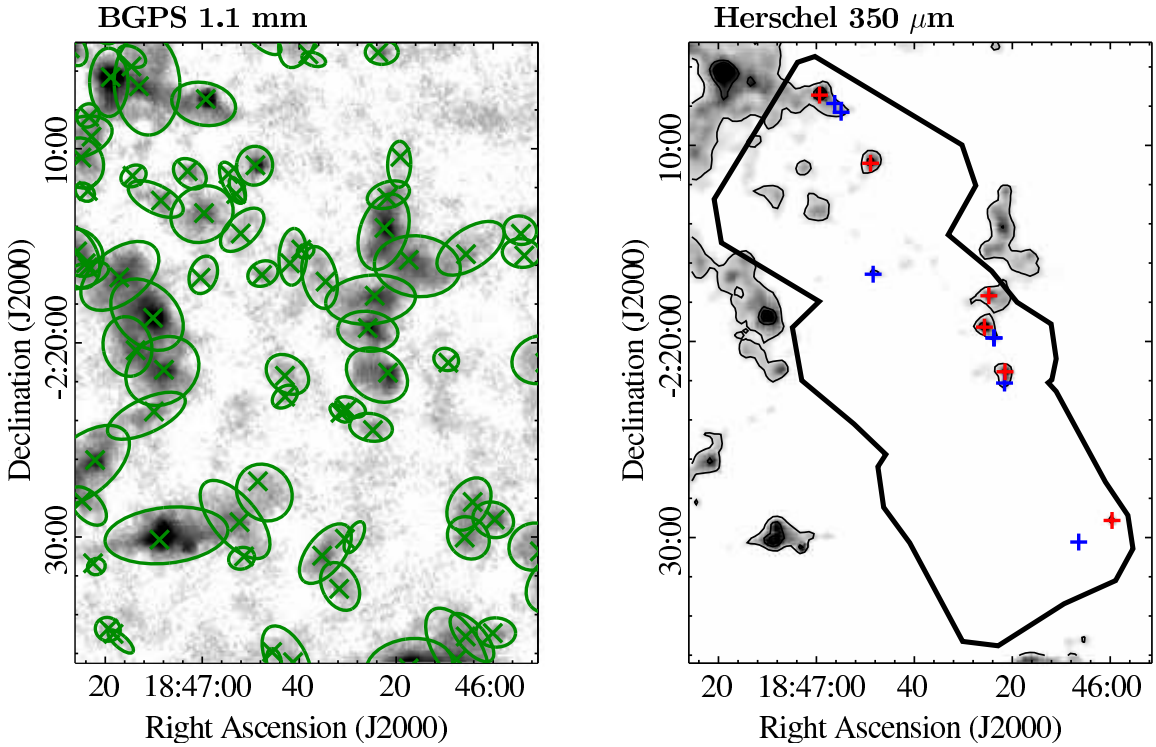 BGPS 1.1 mm
Herschel 350 μm
10:00
-2:20:00
30:00
Declination (J2000)
20
18:47:00
40
20
46:00
Right Ascension (J2000)
10:00
-2:20:00
30:00
Declination (J2000)
20
18:47:00
40
20
46:00
Right Ascension (J2000)